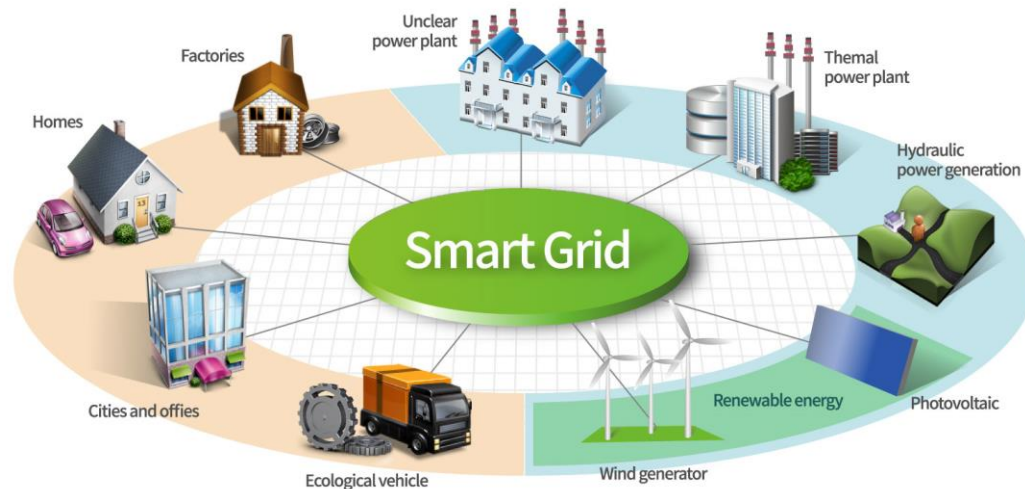 Unclear
power plant
Factories
Themal
power plant
Homes
Hydraulic
power generation
Smart Grid
Cities and offies
Renewable energy
Photovoltaic
Ecological vehicle
Wind generator